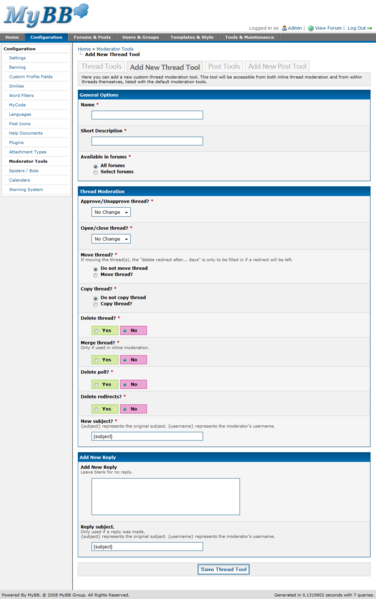 MyBB
Logged in as Admin | View Forum | Log Out
Home Configuration Forums & Posts Users & Groups Templates & Style Tools & Maintenance
Configuration
Settings
Banning
Custom Profile Fields
Smilies
Word Filters
MyCode
Languages
Post Icons
Help Documents
Plugins
Attachment Types
Moderator Tools
Spiders / Bots
Calendars
Warning System
Home » Moderator Tools
Add New Thread Tool
Thread Tools Add New Thread Tool Post Tools Add New Post Tool
Here you can add a new custom thread moderation tool. This tool will be accessible from both inline thread moderation and from
within threads themselves, listed with the default moderation tools.
General Options
Name *
Short Description *
Available in forums *
All forums
Select forums
Thread Moderation
Approve/Unapprove thread? *
No Change
Open/close thread? *
No Change
Move thread? *
If moving the thread(s), the "delete redirect after... days" is only to be filled in if a redirect will be left.
Do not move thread
Move thread?
Copy thread? *
Do not copy thread
Copy thread?
Delete thread? *
Yes No
Merge thread? *
Only if used in inline moderation.
Yes No
Delete poll? *
Yes No
Delete redirects? *
Yes No
New subject? *
{subject} represents the original subject. {username} represents the moderator's username.
{subject}
Add New Reply
Add New Reply
Leave blank for no reply.
Reply subject.
Only used if a reply was made.
{subject} represents the original subject. {username} represents the moderator's username.
{subject}
Save Thread Tool
Powered By MyBB. © 2008 MyBB Group. All Rights Reserved.
Generated in 0.1319802 seconds with 7 queries.